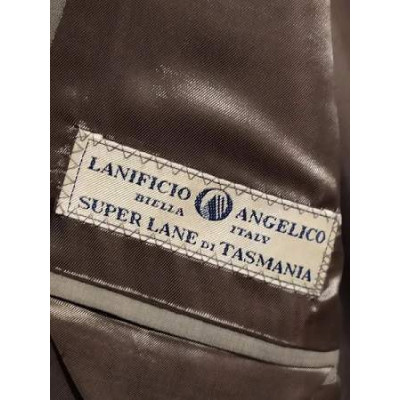 LANIFICIO ANGELICO
BIELLA ITALY
SUPER LANE DI TASMANIA